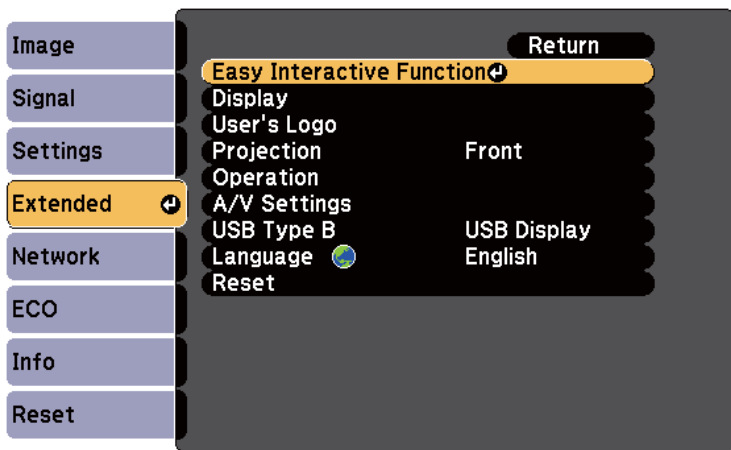 Image
Signal
Settings
Extended
Network
ECO
Info
Reset
Return
Easy Interactive Function
Display
User's Logo
Projection Front
Operation
A/V Settings
USB Type B USB Display
Language English
Reset